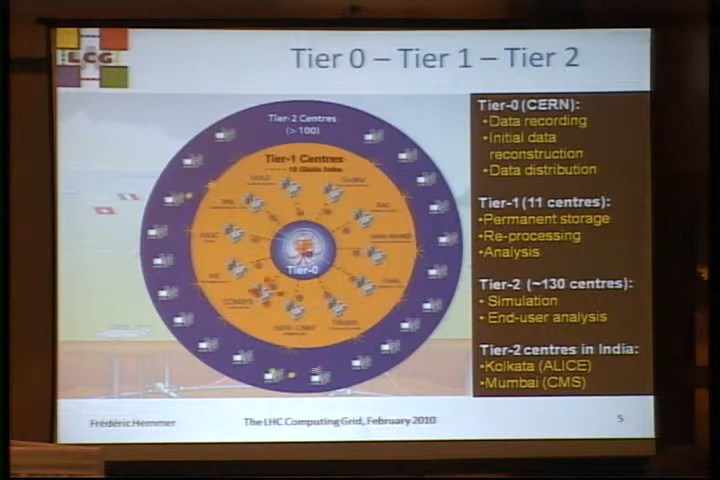 LCG
Tier 0 – Tier 1 – Tier 2
Tier-2 Centres
(> 100)
Tier-1 Centres
Tier-0
Tier-0 (CERN):
•Data recording
•Initial data
reconstruction
•Data distribution
Tier-1 (11 centres):
•Permanent storage
•Re-processing
•Analysis
Tier-2 (~130 centres):
• Simulation
• End-user analysis
Tier-2 centres in India:
•Kolkata (ALICE)
•Mumbai (CMS)
Frédéric Hemmer
The LHC Computing Grid, February 2010
5